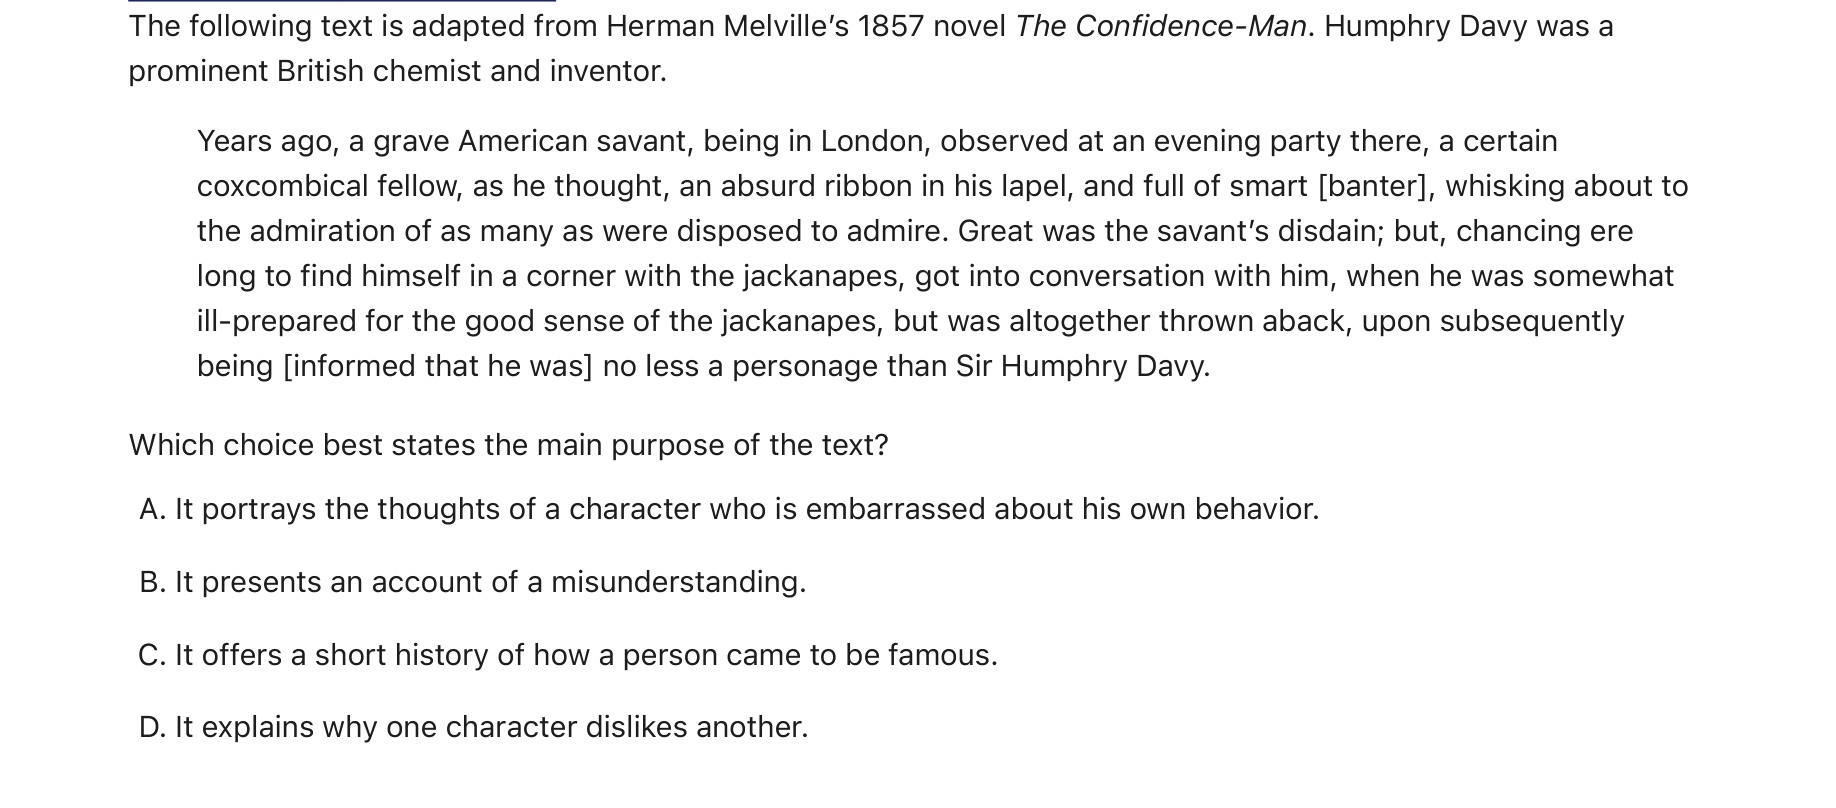 The following text is adapted from Herman Melville’s 1857 novel The Confidence-Man. Humphry Davy was a
prominent British chemist and inventor.
Years ago, a grave American savant, being in London, observed at an evening party there, a certain
coxcombical fellow, as he thought, an absurd ribbon in his lapel, and full of smart [banter], whisking about to
the admiration of as many as were disposed to admire. Great was the savant’s disdain; but, chancing ere
long to find himself in a corner with the jackanapes, got into conversation with him, when he was somewhat
ill-prepared for the good sense of the jackanapes, but was altogether thrown aback, upon subsequently
being [informed that he was] no less a personage than Sir Humphry Davy.
Which choice best states the main purpose of the text?
A. It portrays the thoughts of a character who is embarrassed about his own behavior.
B. It presents an account of a misunderstanding.
C. It offers a short history of how a person came to be famous.
D. It explains why one character dislikes another.